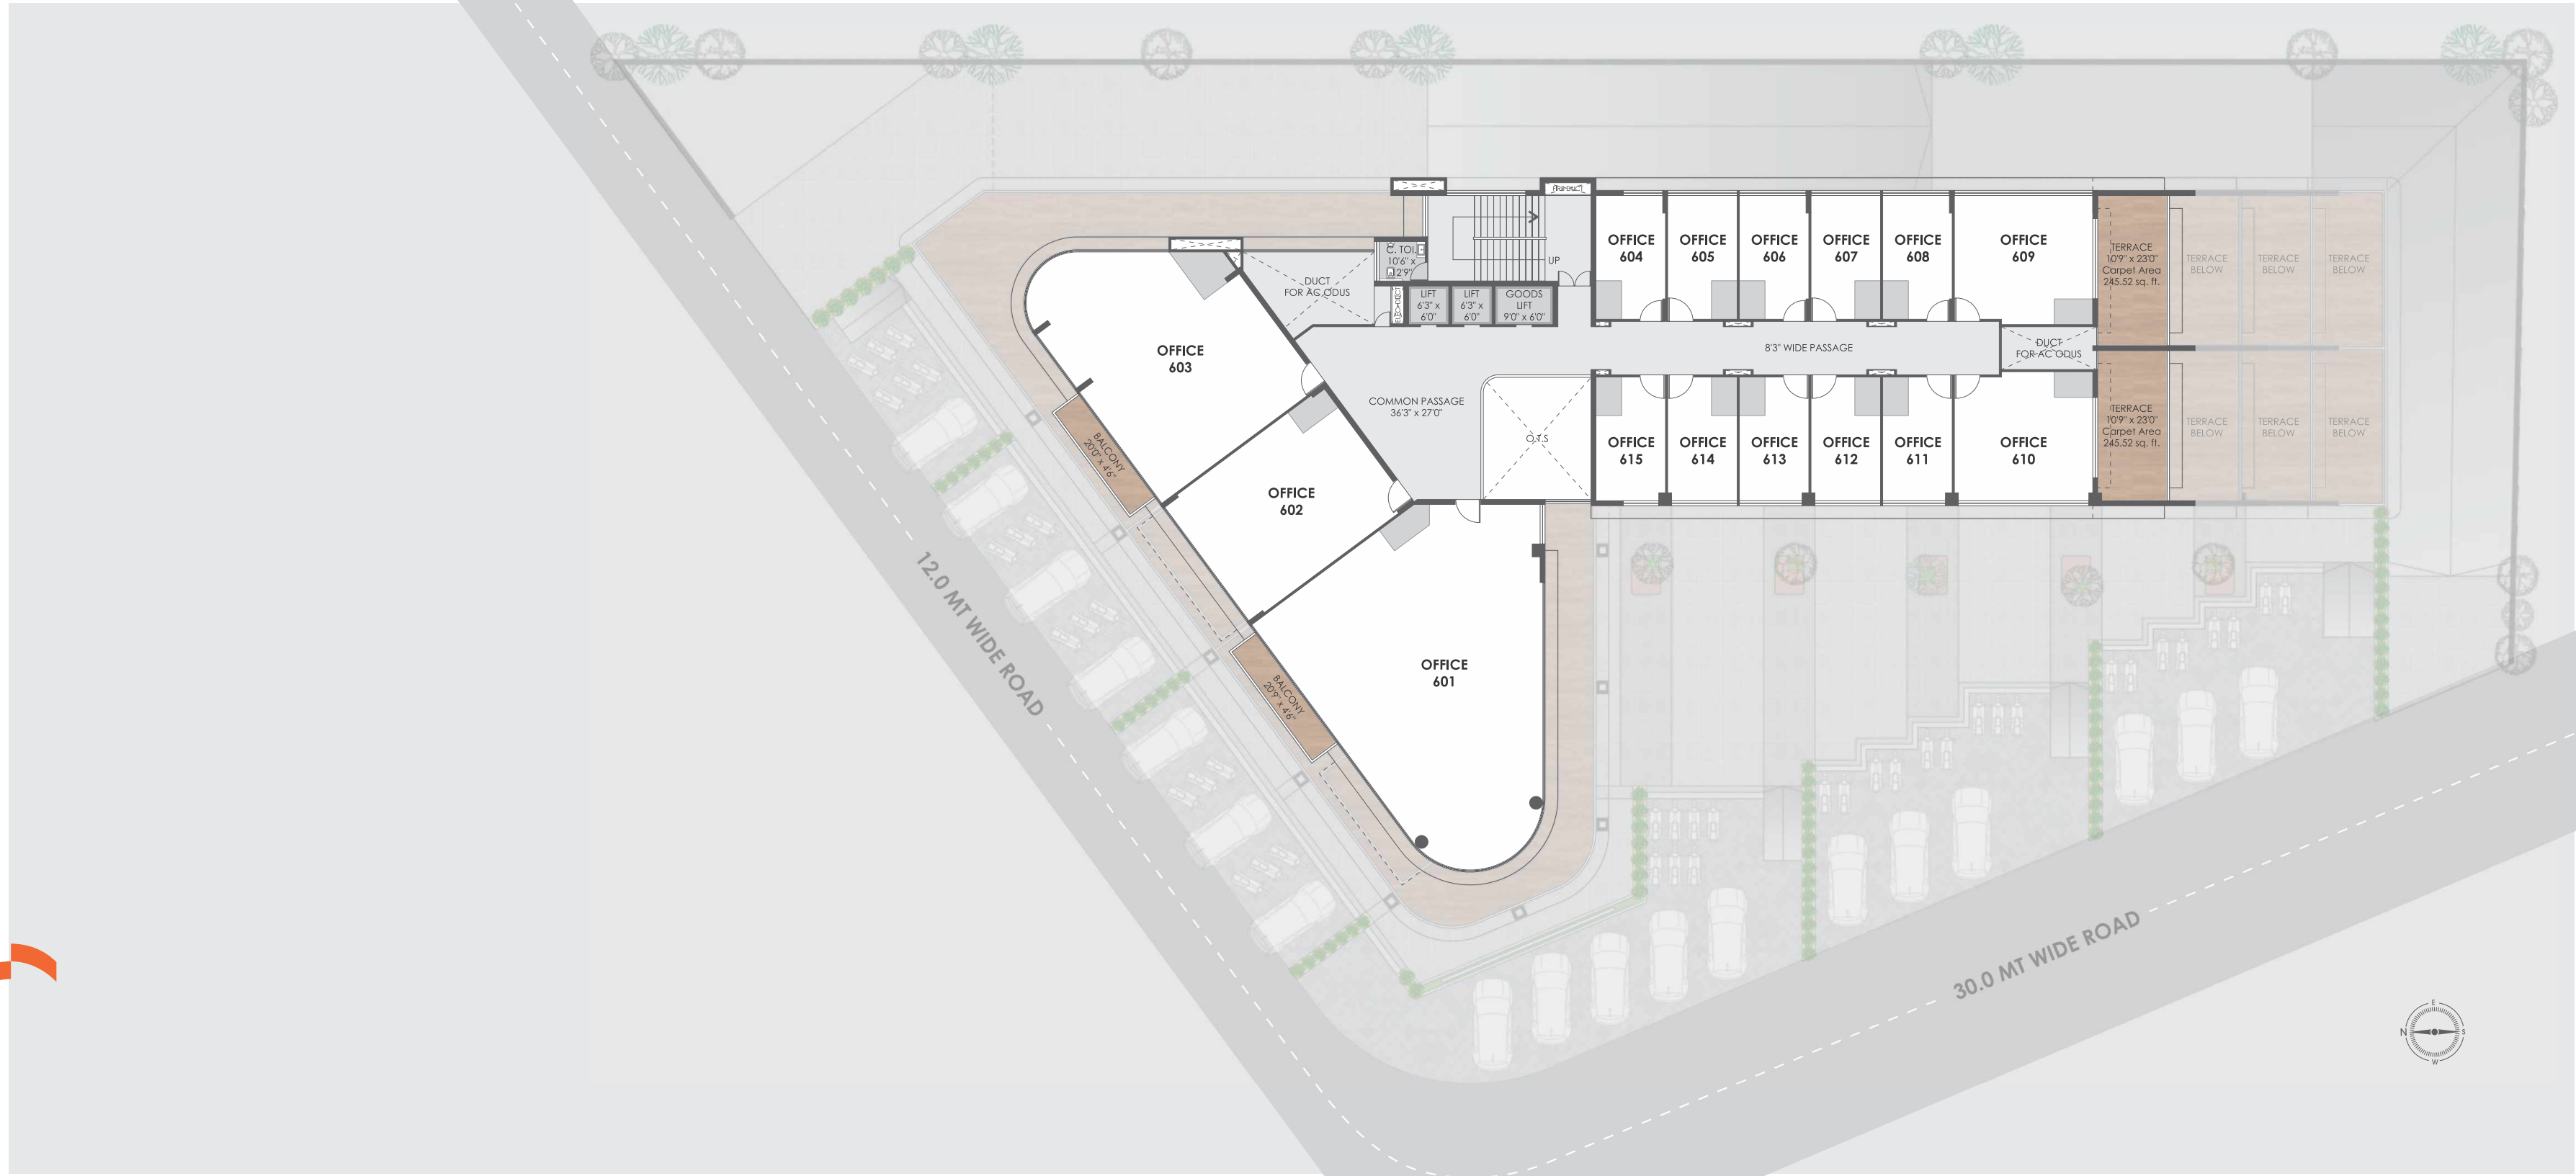 OFFICE
604
OFFICE
605
OFFICE
606
OFFICE
607
OFFICE
608
OFFICE
609
TERRACE
10'9" x 23'0"
Carpet Area
245.52 sq. ft.
TERRACE
BELOW
TERRACE
BELOW
TERRACE
BELOW
C. TOI.
10'6" x
UP
DUCT
FOR AC ODUS
LIFT
6'3" x
6'0"
LIFT
6'3" x
6'0"
GOODS
LIFT
9'0" x 6'0"
OFFICE
603
8'3" WIDE PASSAGE
DUCT
FOR AC ODUS
COMMON PASSAGE
36'3" x 27'0"
O.T.S
OFFICE
615
OFFICE
614
OFFICE
613
OFFICE
612
OFFICE
611
OFFICE
610
TERRACE
10'9" x 23'0"
Carpet Area
245.52 sq. ft.
TERRACE
BELOW
TERRACE
BELOW
TERRACE
BELOW
BALCONY
20'0" x 4'6"
OFFICE
602
12.0 MT WIDE ROAD
OFFICE
601
BALCONY
20'9" x 4'6"
30.0 MT WIDE ROAD
E
N
S
W